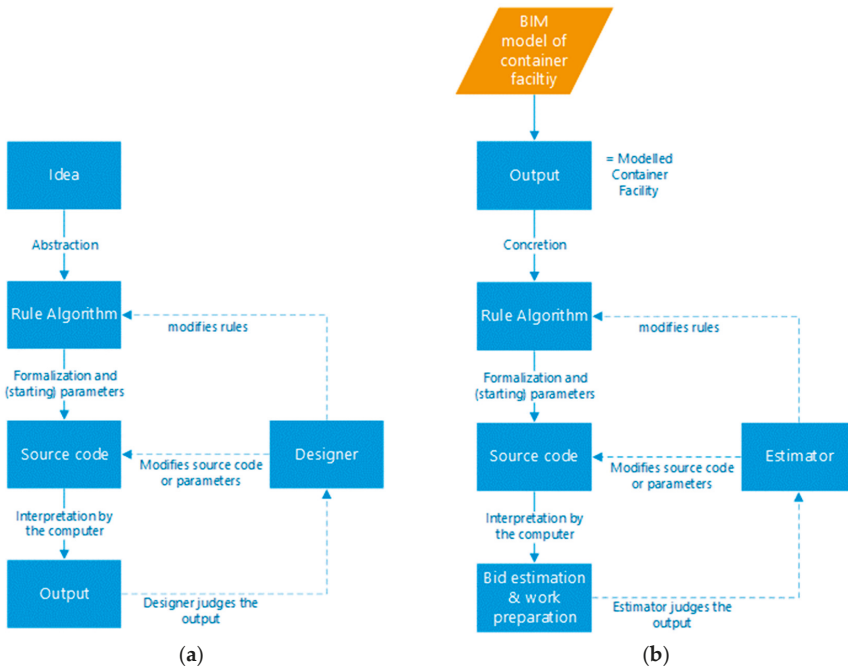 Idea
Abstraction
Rule Algorithm
modifies rules
Formalization and
(starting) parameters
Source code
Modifies source code
or parameters
Designer
Interpretation by
the computer
Output
Designer judges the
output
(a)
BIM
model of
container
faciltiy
Output
= Modelled
Container
Facility
Concretion
Rule Algorithm
modifies rules
Formalization and
(starting) parameters
Source code
Modifies source code
or parameters
Estimator
Interpretation by
the computer
Bid estimation
& work
preparation
Estimator judges the
output
(b)